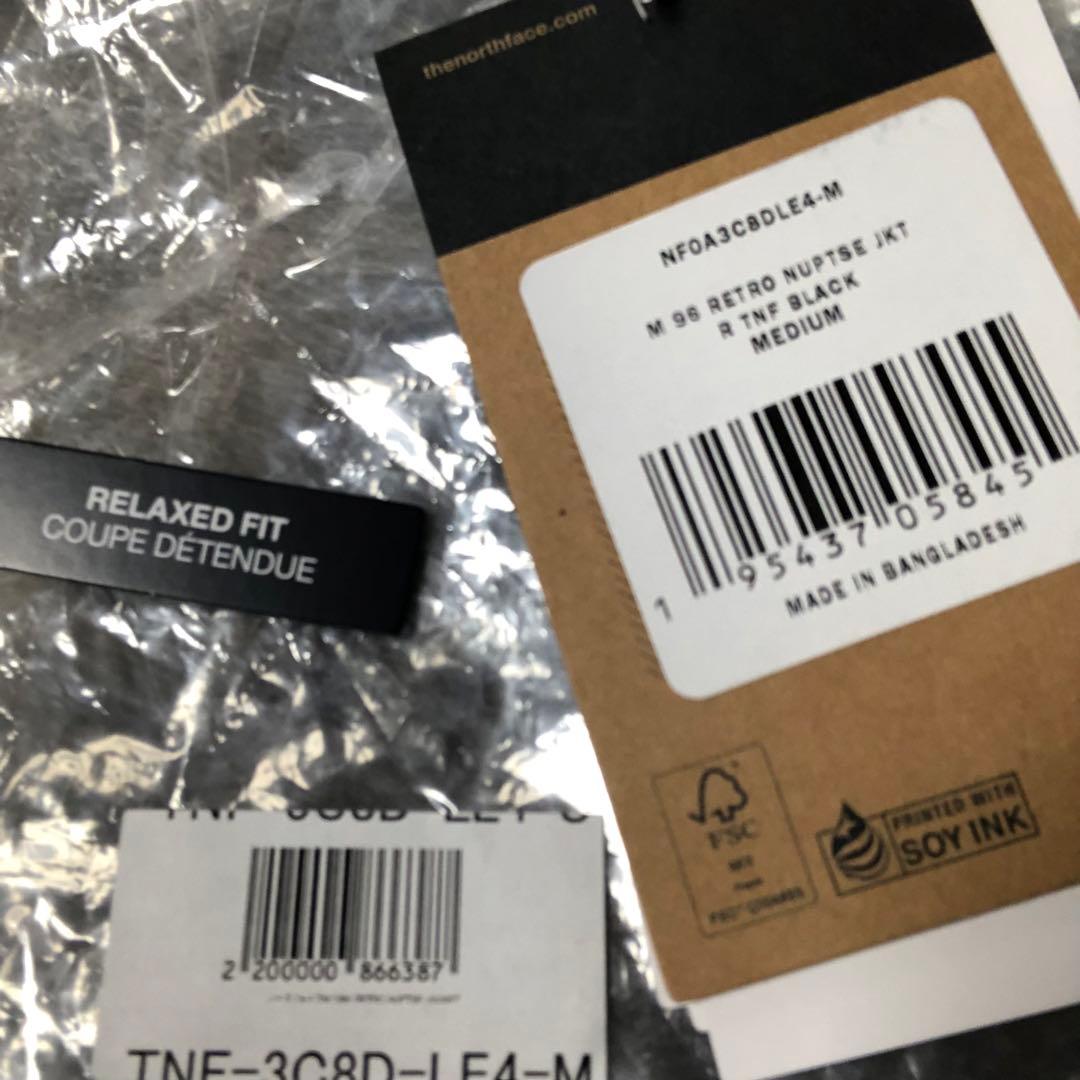 thenorthface.com
NF0A3C8DLE4-M
M 96 RETRO NUPTSE JKT
R TNF BLACK
MEDIUM
1 95437 05845
MADE IN BANGLADESH
RELAXED FIT
COUPE DÉTENDUE
FSC
PRINTED WITH
SOY INK
2 200000 866387
TNF-3C8D-LE4-M